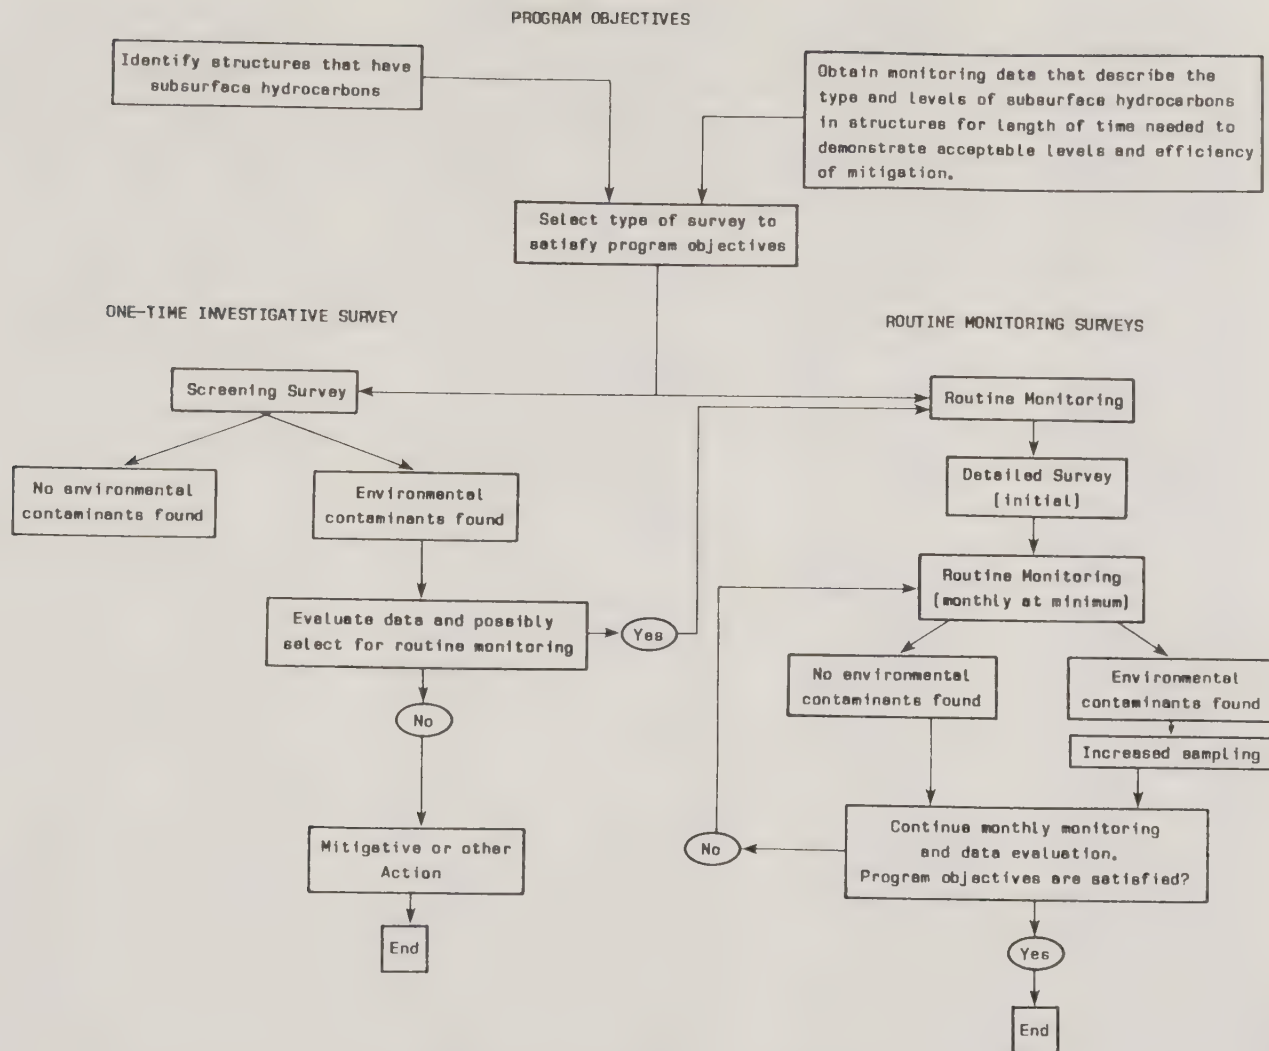 PROGRAM OBJECTIVES
Identify structures that have
subsurface hydrocarbons
Obtain monitoring data that describe the
type and levels of subsurface hydrocarbons
in structures for length of time needed to
demonstrate acceptable levels and efficiency
of mitigation.
Select type of survey to
satisfy program objectives
ONE-TIME INVESTIGATIVE SURVEY
Screening Survey
No environmental
contaminants found
Environmental
contaminants found
Evaluate data and possibly
select for routine monitoring
Yes
No
Mitigative or other
Action
End
ROUTINE MONITORING SURVEYS
Routine Monitoring
Detailed Survey
(initial)
Routine Monitoring
(monthly at minimum)
No environmental
contaminants found
Environmental
contaminants found
Increased sampling
Continue monthly monitoring
and data evaluation.
Program objectives are satisfied?
No
Yes
End